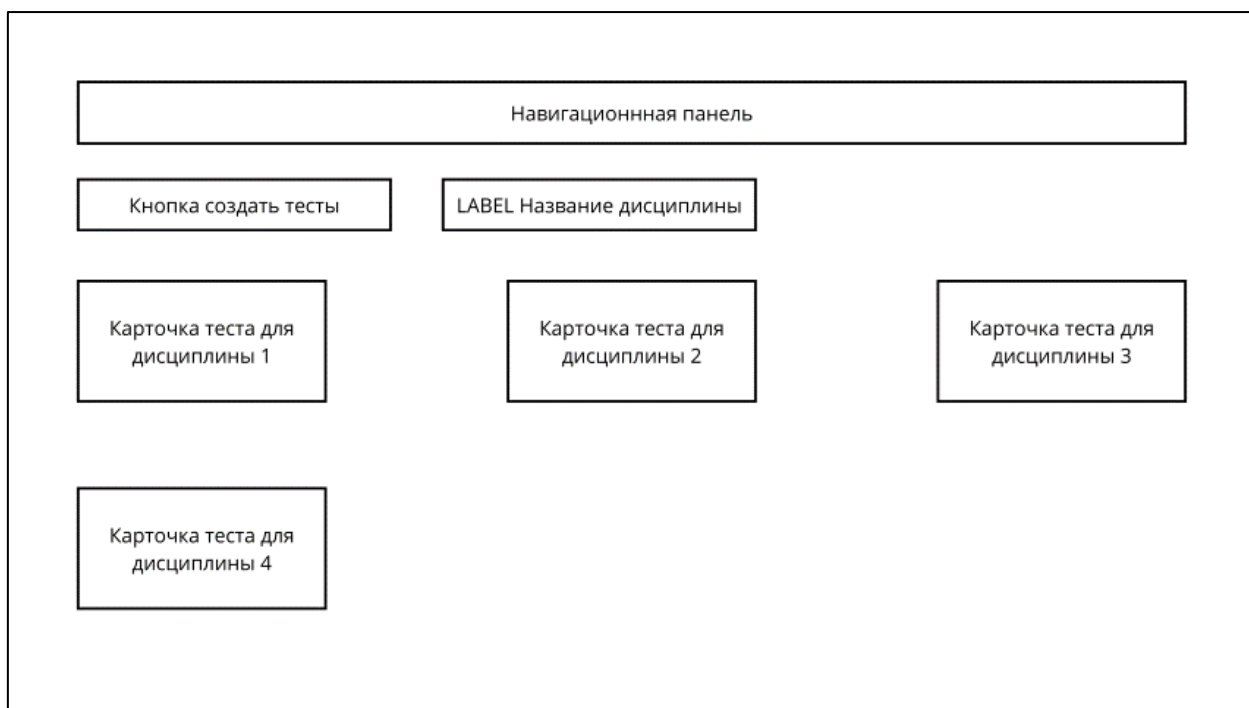 Навигационнная панель
Кнопка создать тесты
LABEL Название дисциплины
Карточка теста для
дисциплины 1
Карточка теста для
дисциплины 2
Карточка теста для
дисциплины 3
Карточка теста для
дисциплины 4